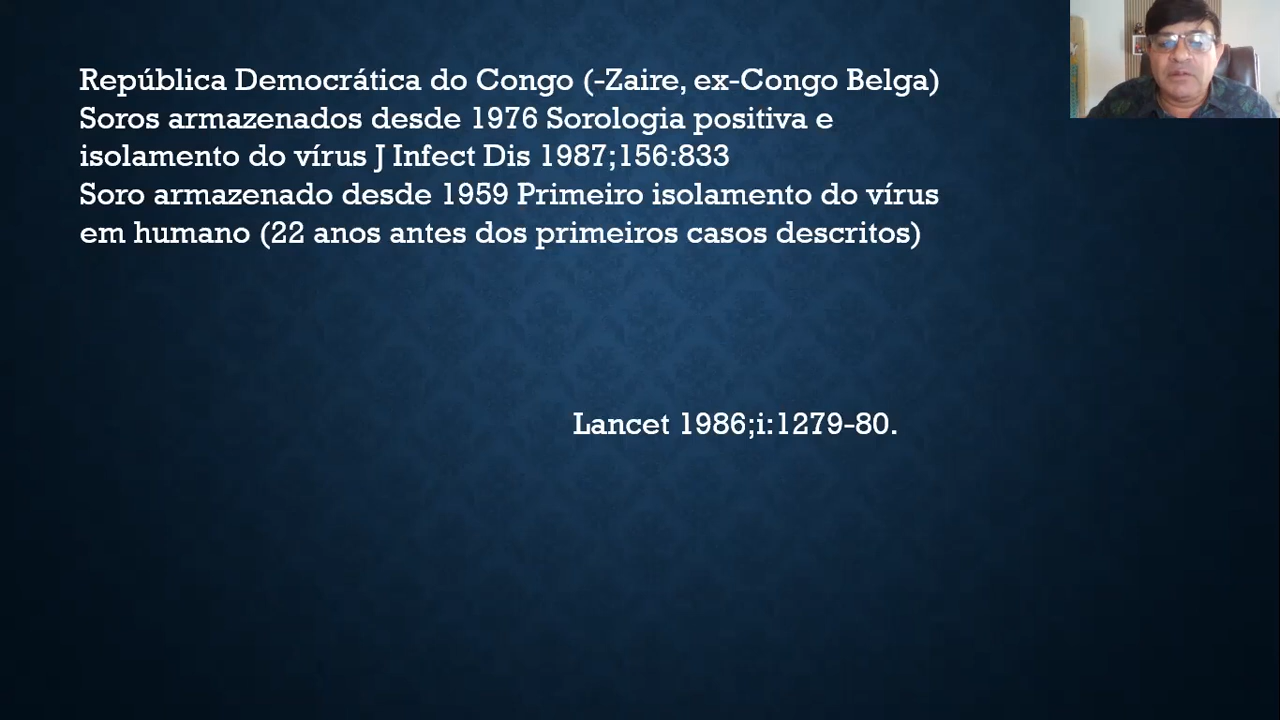 República Democrática do Congo (-Zaire, ex-Congo Belga)
Soros armazenados desde 1976 Sorologia positiva e
isolamento do vírus J Infect Dis 1987;156:833
Soro armazenado desde 1959 Primeiro isolamento do vírus
em humano (22 anos antes dos primeiros casos descritos)
Lancet 1986;i:1279-80.